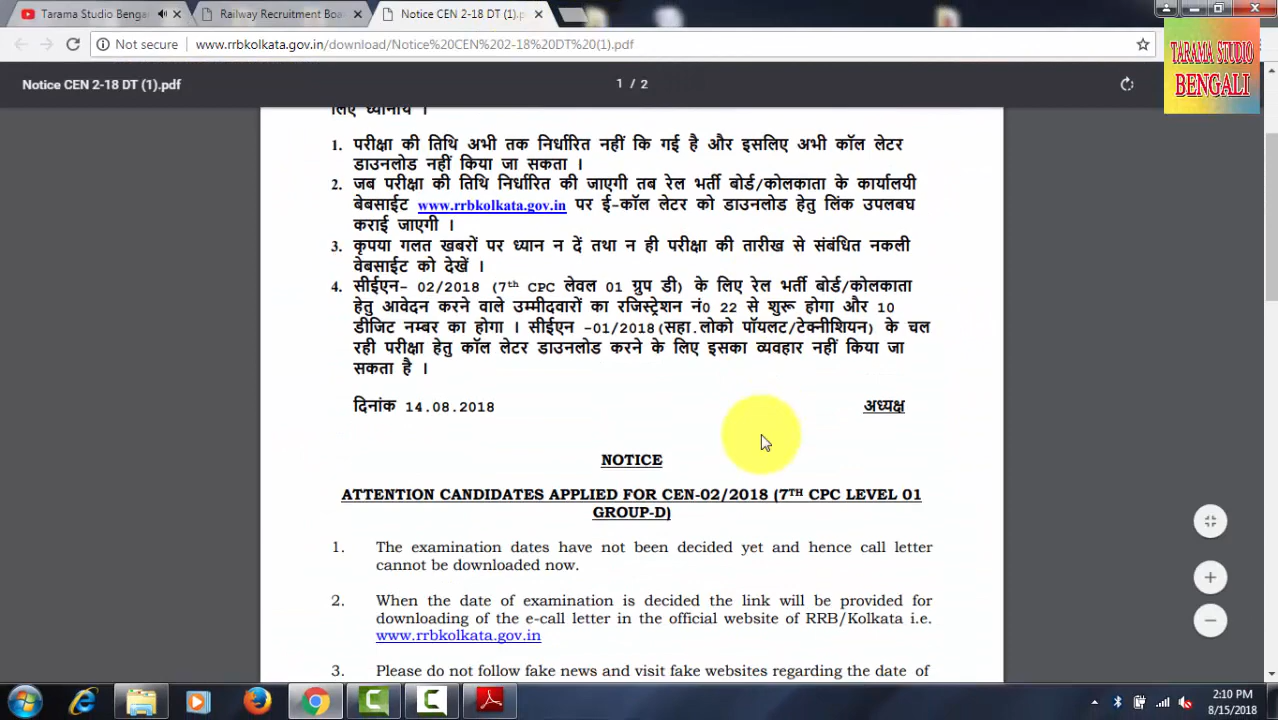 Tarama Studio Bengal
Railway Recruitment Boa
Notice CEN 2-18 DT (1).p
Not secure
www.rrbkolkata.gov.in/download/Notice%20CEN%202-18%20DT%20(1).pdf
TARAMA STUDIO
BENGALI
Notice CEN 2-18 DT (1).pdf
1 / 2
1. परीक्षा की तिथि अभी तक निर्धारित नहीं कि गई है और इसलिए अभी कॉल लेटर
डाउनलोड नहीं किया जा सकता ।
2. जब परीक्षा की तिथि निर्धारित की जाएगी तब रेल भर्ती बोर्ड/कोलकाता के कार्यालयी
बेबसाईट www.rrbkolkata.gov.in पर ई-कॉल लेटर को डाउनलोड हेतु लिंक उपलबघ
कराई जाएगी ।
3. कृपया गलत खबरों पर ध्यान न दें तथा न ही परीक्षा की तारीख से संबंधित नकली
वेबसाईट को देखें ।
4. सीईएन- 02/2018 (7th CPC लेवल 01 ग्रुप डी) के लिए रेल भर्ती बोर्ड/कोलकाता
हेतु आवेदन करने वाले उम्मीदवारों का रजिस्ट्रेशन नं0 22 से शुरू होगा और 10
डीजिट नम्बर का होगा । सीईएन -01/2018(सहा.लोको पॉयलट/टेक्नीशियन) के चल
रही परीक्षा हेतु कॉल लेटर डाउनलोड करने के लिए इसका व्यवहार नहीं किया जा
सकता है ।
दिनांक 14.08.2018 अध्यक्ष
NOTICE
ATTENTION CANDIDATES APPLIED FOR CEN-02/2018 (7TH CPC LEVEL 01
GROUP-D)
1. The examination dates have not been decided yet and hence call letter
cannot be downloaded now.
2. When the date of examination is decided the link will be provided for
downloading of the e-call letter in the official website of RRB/Kolkata i.e.
www.rrbkolkata.gov.in
3. Please do not follow fake news and visit fake websites regarding the date of
2:10 PM
8/15/2018